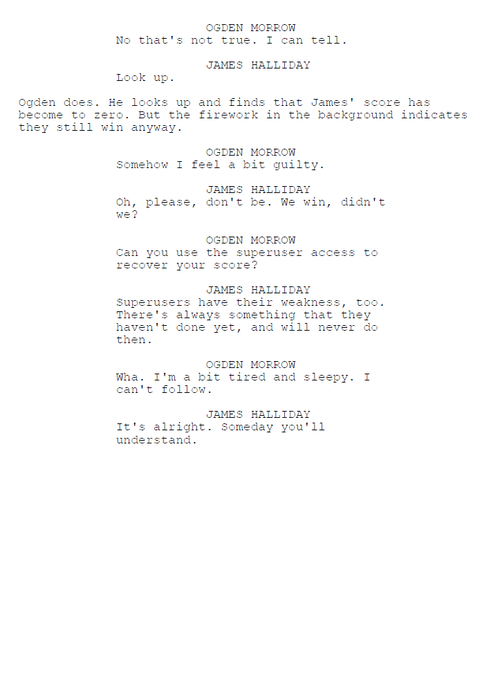 OGDEN MORROW
No that's not true. I can tell.
JAMES HALLIDAY
Look up.
Ogden does. He looks up and finds that James' score has
become to zero. But the firework in the background indicates
they still win anyway.
OGDEN MORROW
Somehow I feel a bit guilty.
JAMES HALLIDAY
Oh, please, don't be. We win, didn't
we?
OGDEN MORROW
Can you use the superuser access to
recover your score?
JAMES HALLIDAY
Superusers have their weakness, too.
There's always something that they
haven't done yet, and will never do
then.
OGDEN MORROW
Wha. I'm a bit tired and sleepy. I
can't follow.
JAMES HALLIDAY
It's alright. Someday you'll
understand.